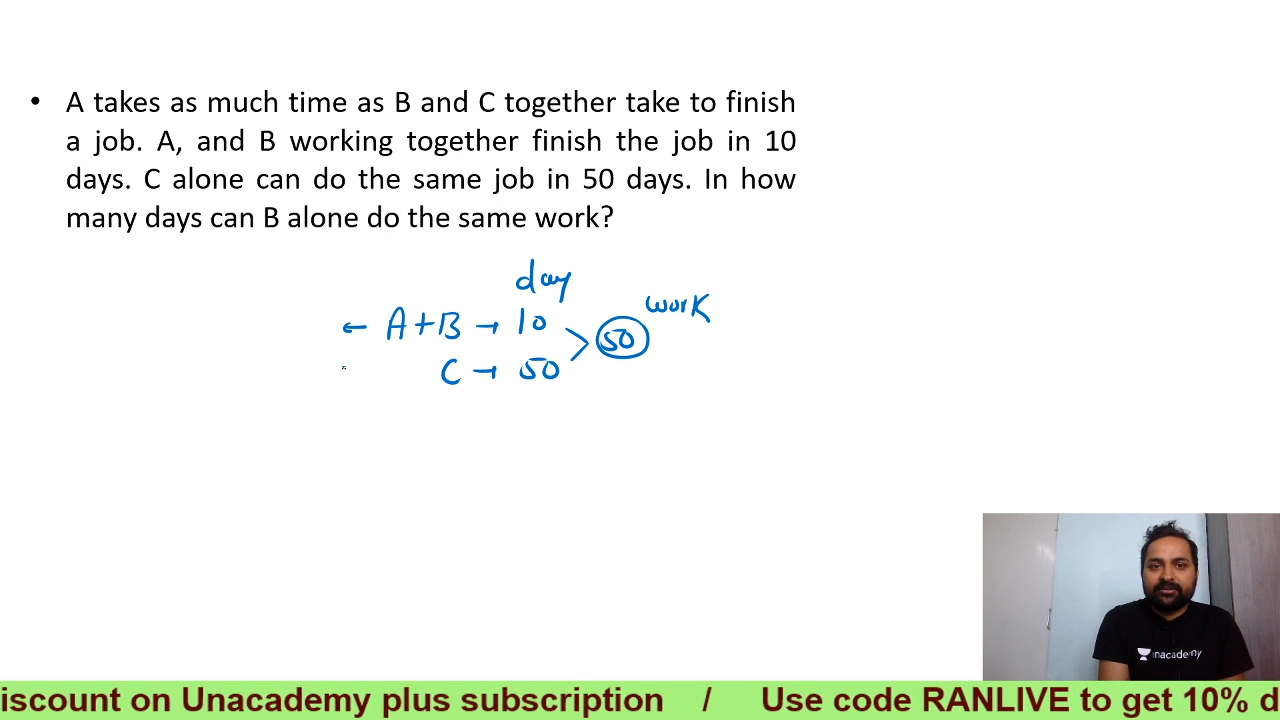 • A takes as much time as B and C together take to finish
a job. A, and B working together finish the job in 10
days. C alone can do the same job in 50 days. In how
many days can B alone do the same work?
day
work
← A+B → 10
50
C → 50
unacademy
iscount on Unacademy plus subscription / Use code RANLIVE to get 10% d